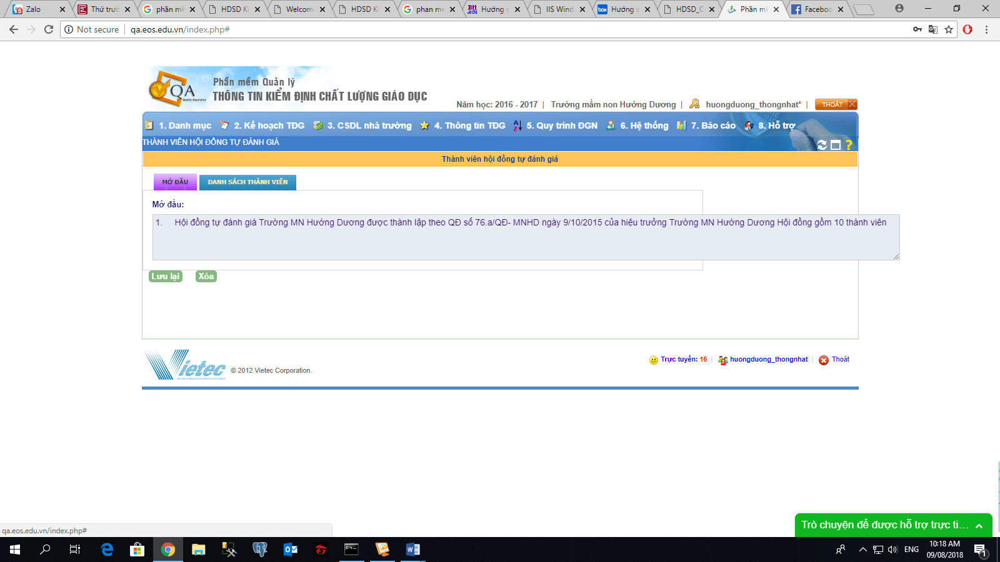 Zalo
Thứ trưở
phần mề
HDSD Ki
Welcome
HDSD Ki
phan me
Hướng d
IIS Wind
Hướng d
HDSD_C
Phần mề
Faceboo
Not secure
qa.eos.edu.vn/index.php#
QA
Quality Assurance
Phần mềm Quản lý
THÔNG TIN KIỂM ĐỊNH CHẤT LƯỢNG GIÁO DỤC
Năm học: 2016 - 2017 | Trường mầm non Hướng Dương | huongduong_thongnhat* | THOÁT
1. Danh mục 2. Kế hoạch TĐG 3. CSDL nhà trường 4. Thông tin TĐG 5. Quy trình ĐGN 6. Hệ thống 7. Báo cáo 8. Hỗ trợ
THÀNH VIÊN HỘI ĐỒNG TỰ ĐÁNH GIÁ
Thành viên hội đồng tự đánh giá
MỞ ĐẦU DANH SÁCH THÀNH VIÊN
Mở đầu:
1. Hội đồng tự đánh giá Trường MN Hướng Dương được thành lập theo QĐ số 76.a/QĐ- MNHD ngày 9/10/2015 của hiệu trưởng Trường MN Hướng Dương Hội đồng gồm 10 thành viên
Lưu lại Xóa
Vietec © 2012 Vietec Corporation.
Trực tuyến: 16 | huongduong_thongnhat | Thoát
Trò chuyện để được hỗ trợ trực ti...
qa.eos.edu.vn/index.php#
ENG
10:18 AM
09/08/2018
1